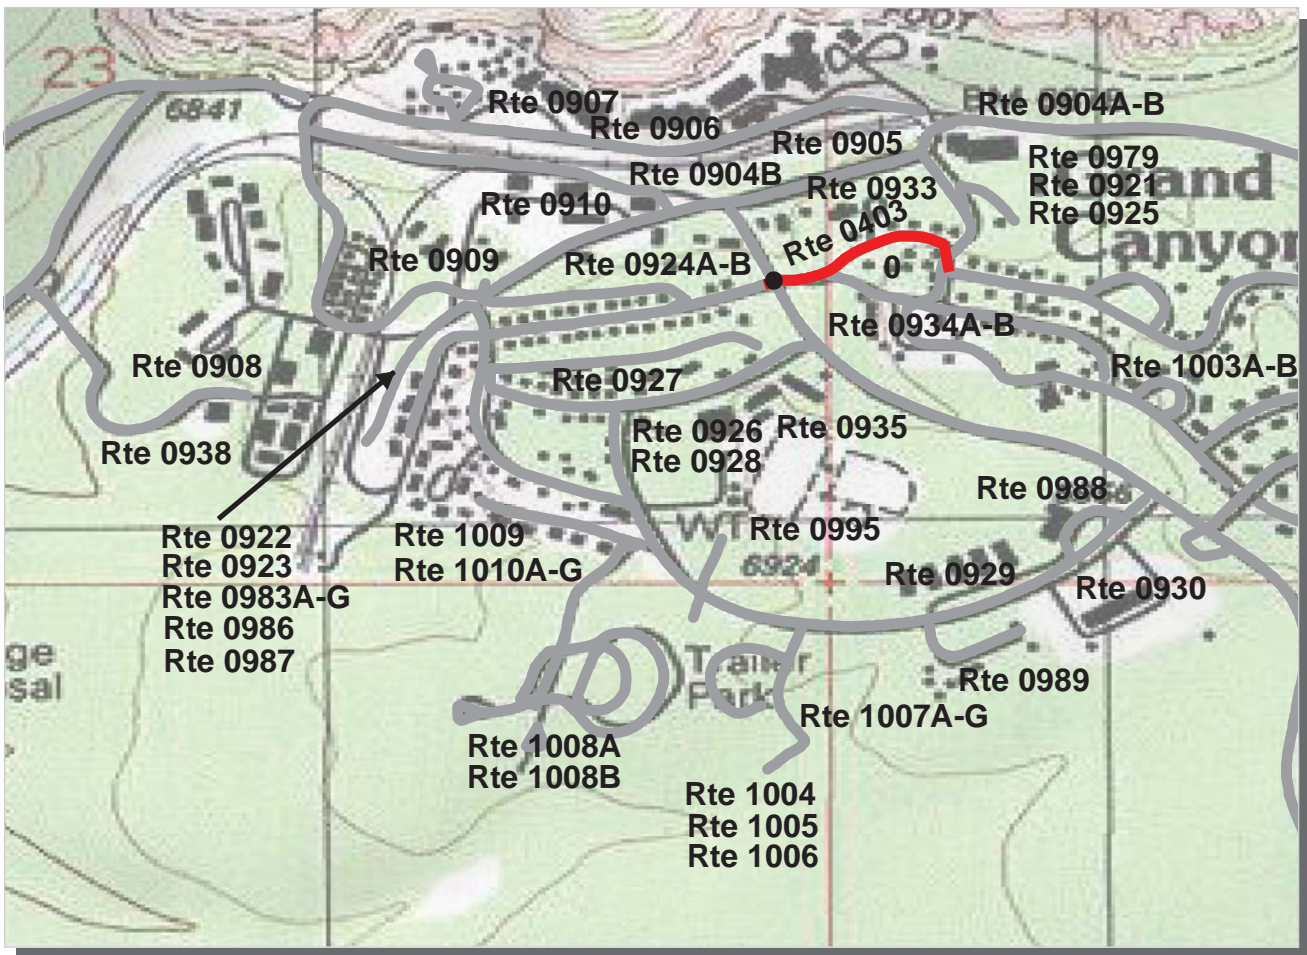 23
6841
Rte 0907
Rte 0906
Rte 0904A-B
Rte 0905
Rte 0904B
Rte 0979
Rte 0921
Rte 0925
Rte 0933
Rte 0910
Rte 0403
Rte 0909
Rte 0924A-B
0
Canyon
Rte 0934A-B
Rte 0908
Rte 0927
Rte 1003A-B
Rte 0938
Rte 0926
Rte 0928
Rte 0935
Rte 0988
Rte 0922
Rte 0923
Rte 0983A-G
Rte 0986
Rte 0987
Rte 1009
Rte 1010A-G
WT
Rte 0995
6924
Rte 0929
Rte 0930
ge
sal
Trailer
Park
Rte 0989
Rte 1007A-G
Rte 1008A
Rte 1008B
Rte 1004
Rte 1005
Rte 1006